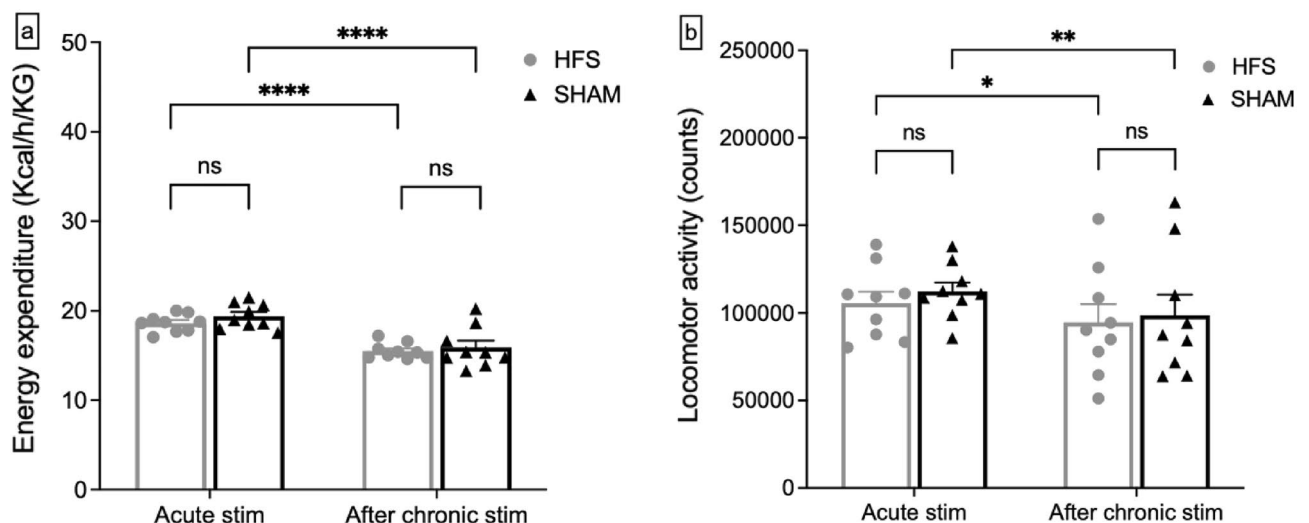 a
Energy expenditure (Kcal/h/KG)
50
40
30
20
10
0
****
****
ns
ns
HFS
SHAM
Acute stim
After chronic stim
b
Locomotor activity (counts)
250000
200000
150000
100000
50000
0
**
*
ns
ns
HFS
SHAM
Acute stim
After chronic stim